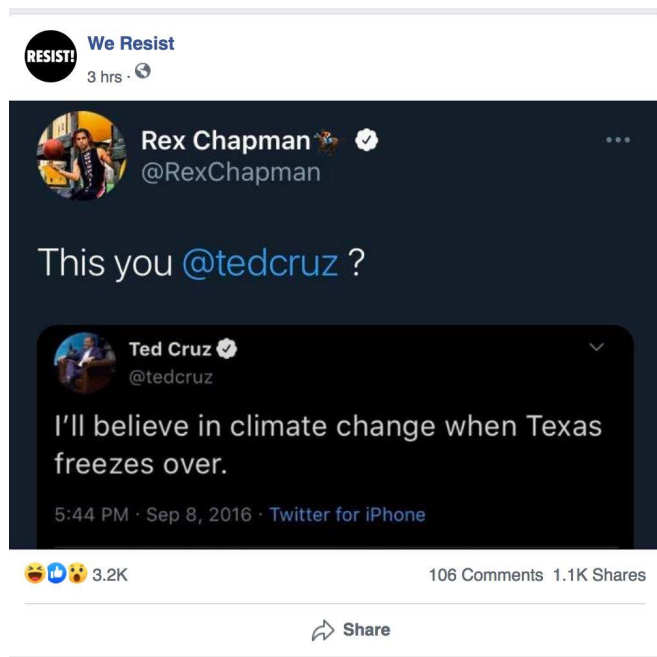 RESIST!
We Resist
3 hrs ·
Rex Chapman🏇
@RexChapman
This you @tedcruz ?
Ted Cruz
@tedcruz
I'll believe in climate change when Texas
freezes over.
5:44 PM · Sep 8, 2016 · Twitter for iPhone
3.2K
106 Comments 1.1K Shares
Share